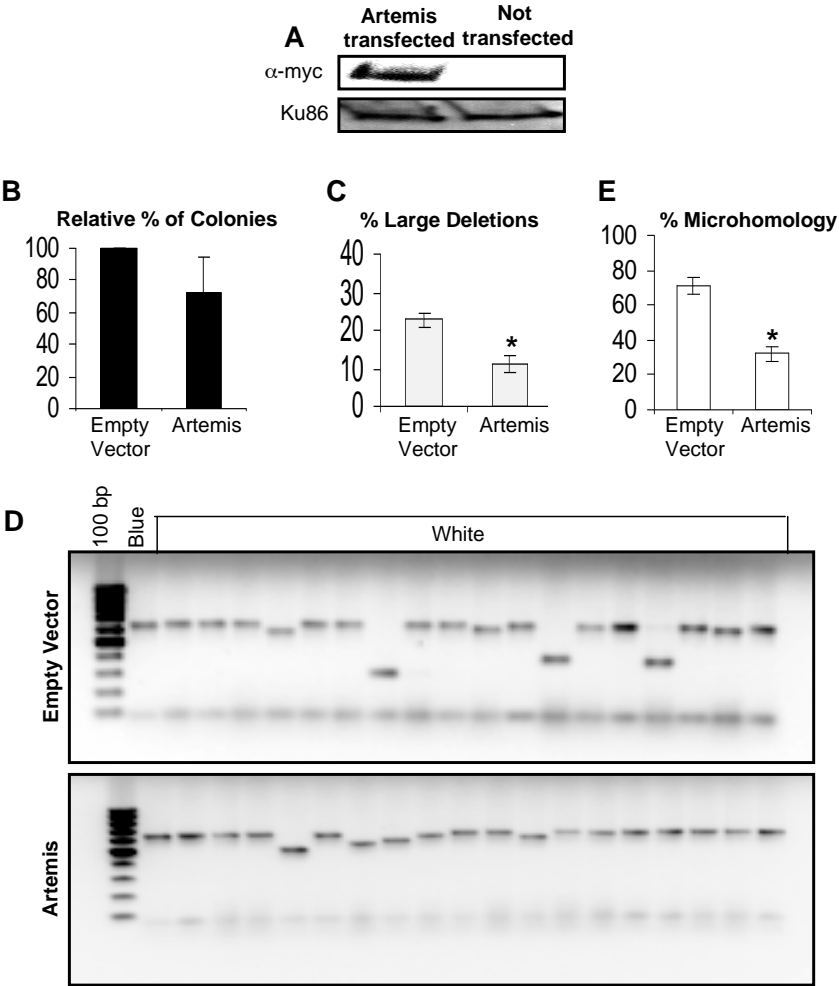 A
Artemis transfected
Not transfected
α-myc
Ku86
B
Relative % of Colonies
100
80
60
40
20
0
Empty Vector
Artemis
C
% Large Deletions
40
30
20
10
0
*
Empty Vector
Artemis
E
% Microhomology
100
80
60
40
20
0
*
Empty Vector
Artemis
D
100 bp
Blue
White
Empty Vector
Artemis